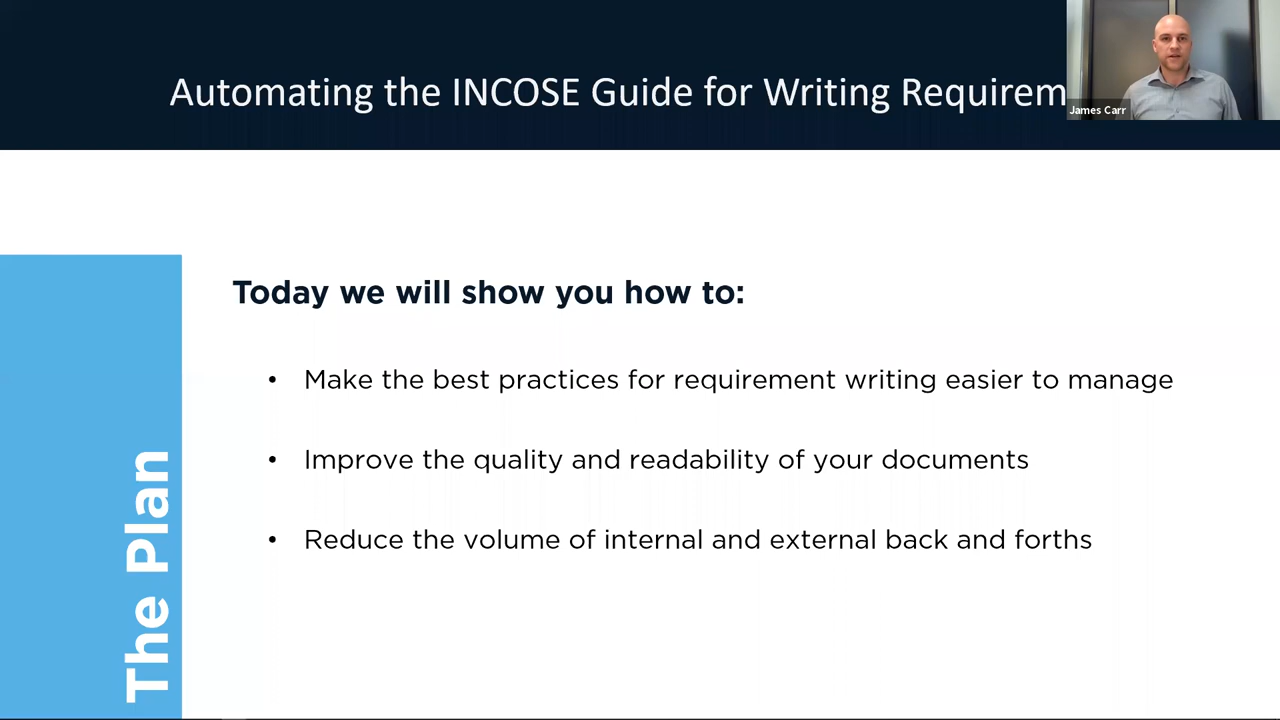 Automating the INCOSE Guide for Writing Requirem
James Carr
Today we will show you how to:
• Make the best practices for requirement writing easier to manage
• Improve the quality and readability of your documents
• Reduce the volume of internal and external back and forths
The Plan